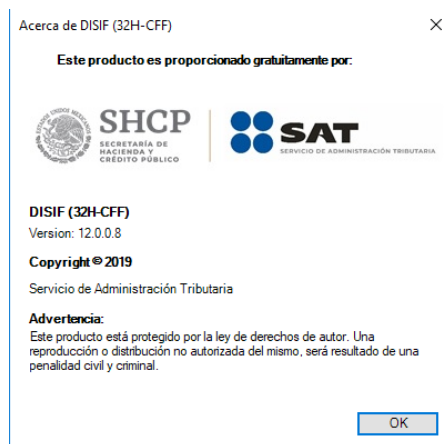 Acerca de DISIF (32H-CFF)
Este producto es proporcionado gratuitamente por:
SHCP
SECRETARÍA DE
HACIENDA Y
CRÉDITO PÚBLICO
SAT
SERVICIO DE ADMINISTRACIÓN TRIBUTARIA
DISIF (32H-CFF)
Version: 12.0.0.8
Copyright © 2019
Servicio de Administración Tributaria
Advertencia:
Este producto está protegido por la ley de derechos de autor. Una
reproducción o distribución no autorizada del mismo, será resultado de una
penalidad civil y criminal.
OK